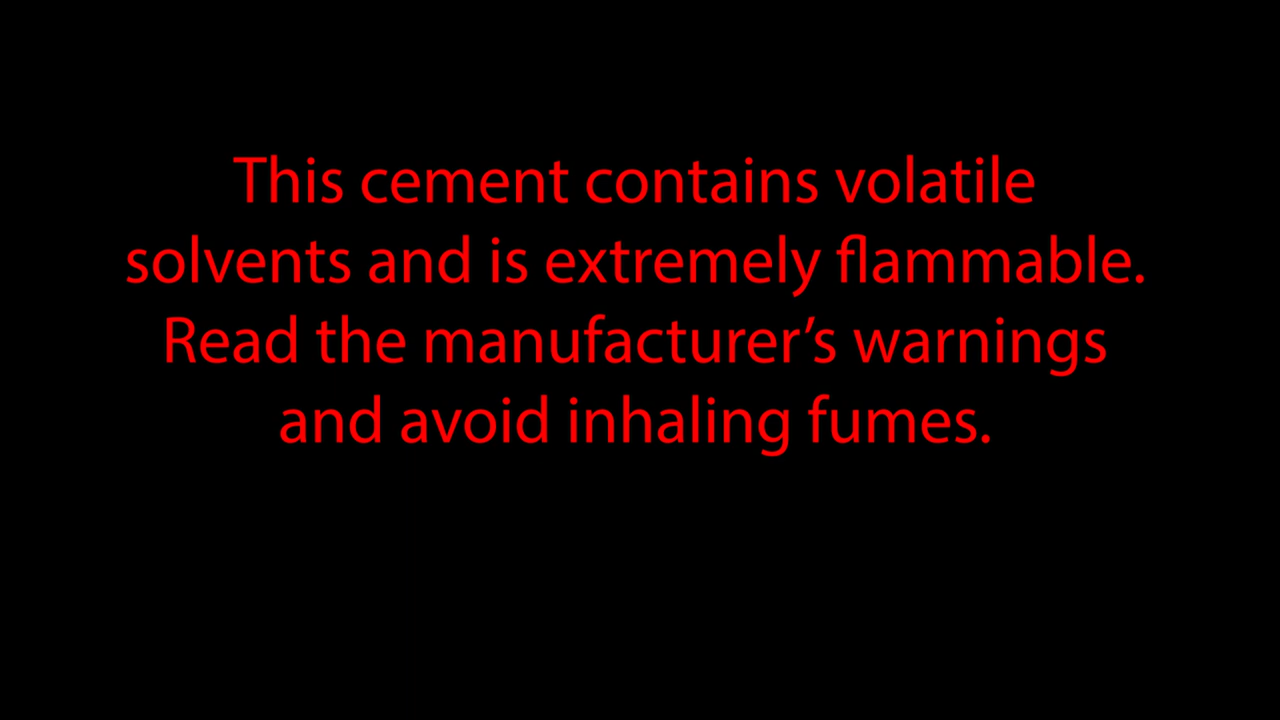 This cement contains volatile
solvents and is extremely flammable.
Read the manufacturer’s warnings
and avoid inhaling fumes.